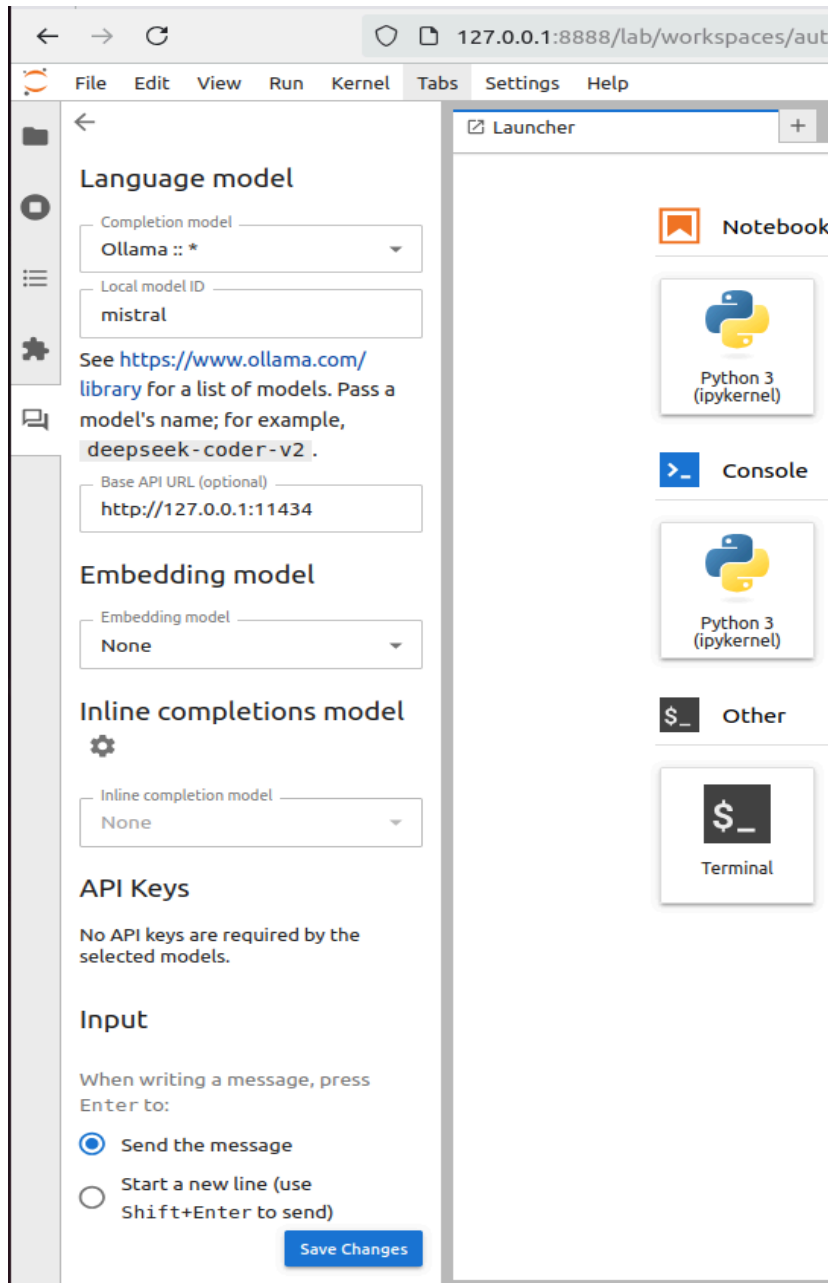 127.0.0.1:8888/lab/workspaces/aut
File Edit View Run Kernel Tabs Settings Help
Language model
Completion model
Ollama :: *
Local model ID
mistral
See https://www.ollama.com/
library for a list of models. Pass a
model's name; for example,
deepseek-coder-v2 .
Base API URL (optional)
http://127.0.0.1:11434
Embedding model
Embedding model
None
Inline completions model
Inline completion model
None
API Keys
No API keys are required by the
selected models.
Input
When writing a message, press
Enter to:
Send the message
Start a new line (use
Shift+Enter to send)
Save Changes
Launcher
Notebook
Python 3
(ipykernel)
>_ Console
Python 3
(ipykernel)
$_ Other
$_
Terminal